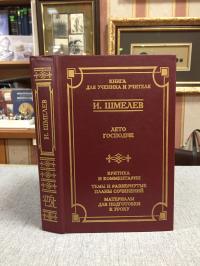 КНИГА
ДЛЯ УЧЕНИКА И УЧИТЕЛЯ
И. ШМЕЛЕВ
ЛЕТО
ГОСПОДНЕ
КРИТИКА
И КОММЕНТАРИИ
ТЕМЫ И РАЗВЕРНУТЫЕ
ПЛАНЫ СОЧИНЕНИЙ
МАТЕРИАЛЫ
ДЛЯ ПОДГОТОВКИ
К УРОКУ
И. ШМЕЛЕВ